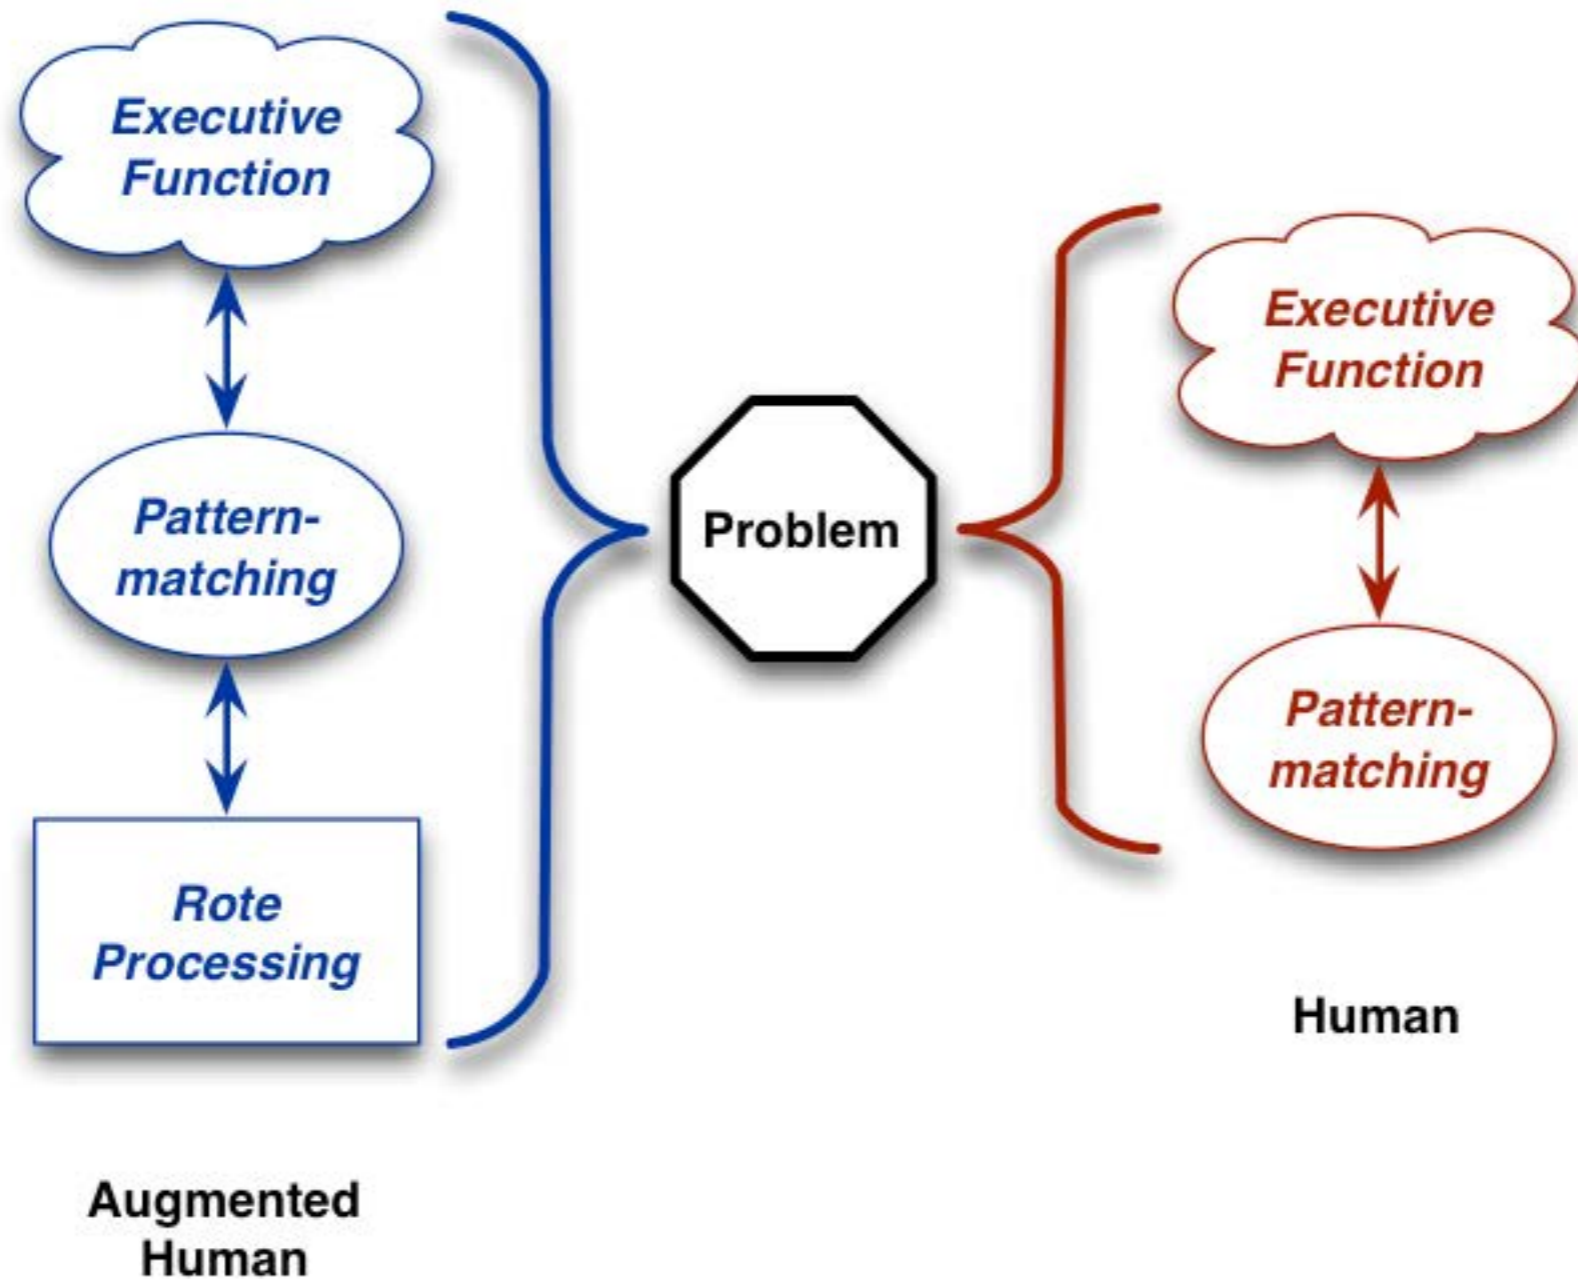 Executive
Function
Pattern-
matching
Rote
Processing
Augmented
Human
Problem
Executive
Function
Pattern-
matching
Human